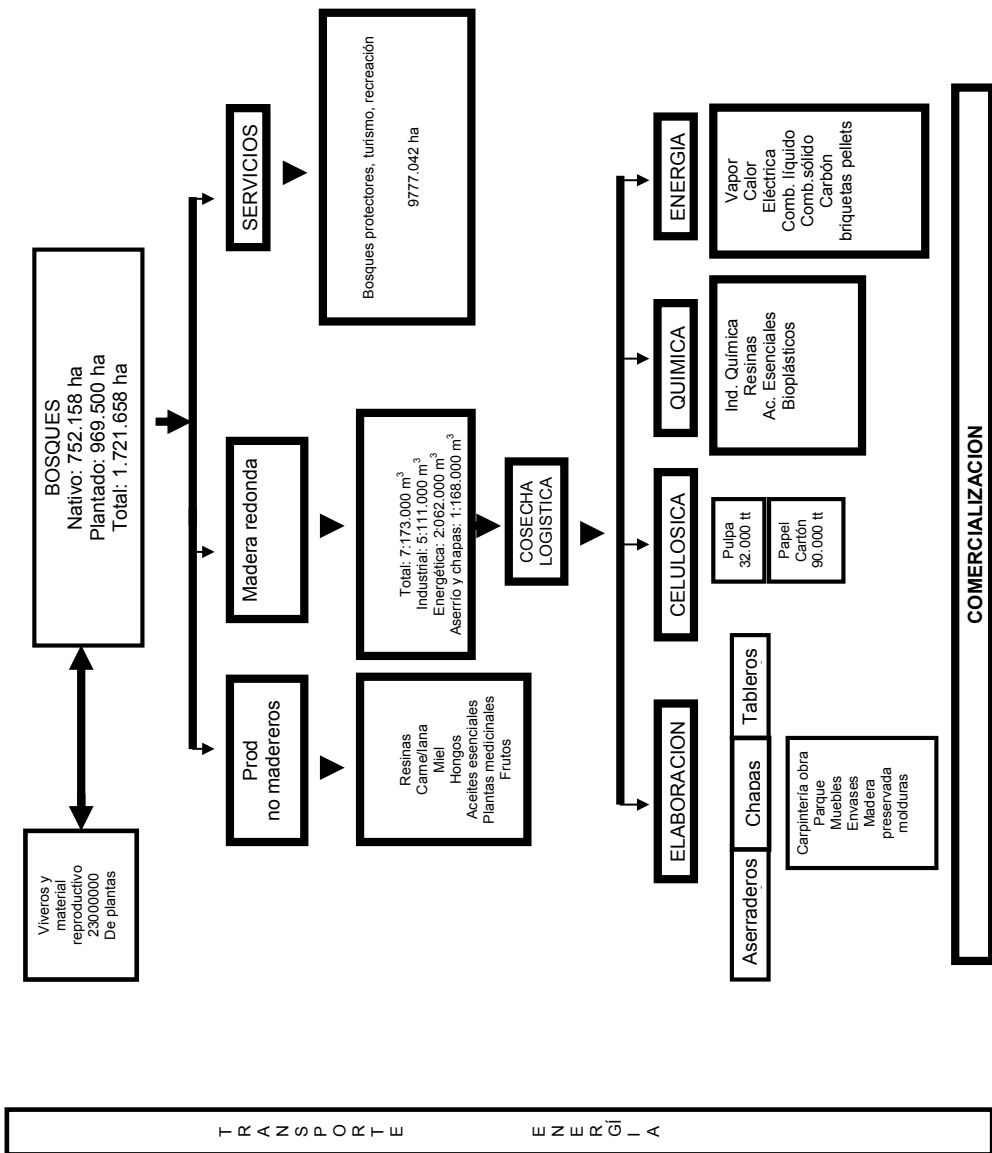 Viveros y
material
reproductivo
23000000
De plantas
BOSQUES
Nativo: 752.158 ha
Plantado: 969.500 ha
Total: 1.721.658 ha
Prod
no madereros
Madera redonda
SERVICIOS
Resinas
Carne/lana
Miel
Hongos
Aceites esenciales
Plantas medicinales
Frutos
Total: 7:173.000 m³
Industrial: 5:111.000 m³
Energética: 2:062.000 m³
Aserrío y chapas: 1:168.000 m³
Bosques protectores, turismo, recreación
9777.042 ha
COSECHA
LOGISTICA
ELABORACION
CELULOSICA
QUIMICA
ENERGIA
Aserraderos
Chapas
Tableros
Carpintería obra
Parque
Muebles
Envases
Madera
preservada
molduras
Pulpa
32.000 tt
Papel
Cartón
90.000 tt
Ind. Química
Resinas
Ac. Esenciales
Bioplásticos
Vapor
Calor
Eléctrica
Comb. líquido
Comb.sólido
Carbón
briquetas pellets
COMERCIALIZACION
T R A N S P O R T E
E N E R GÍ I A